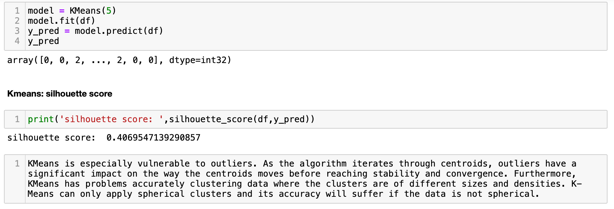 1 model = KMeans(5)
2 model.fit(df)
3 y_pred = model.predict(df)
4 y_pred
array([0, 0, 2, ..., 2, 0, 0], dtype=int32)
Kmeans: silhouette score
1 print('silhouette score: ',silhouette_score(df,y_pred))
silhouette score:  0.4069547139290857
1 KMeans is especially vulnerable to outliers. As the algorithm iterates through centroids, outliers have a
significant impact on the way the centroids moves before reaching stability and convergence. Furthermore,
KMeans has problems accurately clustering data where the clusters are of different sizes and densities. K-
Means can only apply spherical clusters and its accuracy will suffer if the data is not spherical.